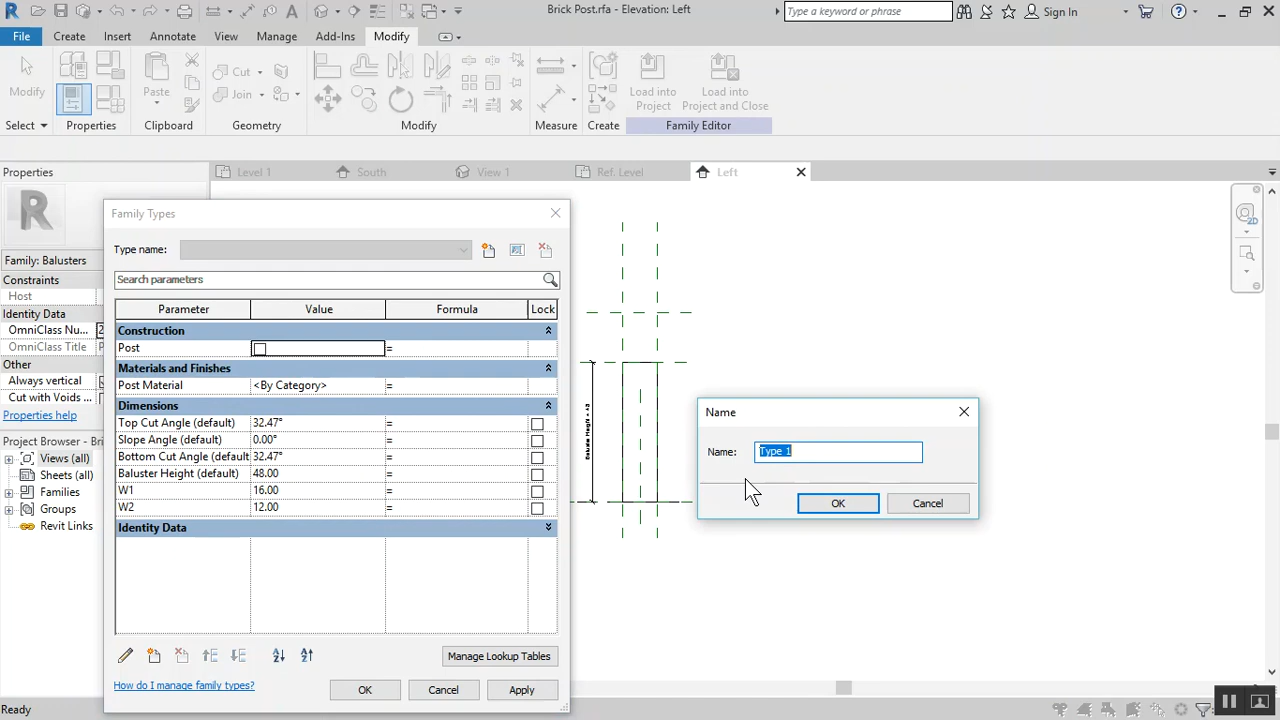 Brick Post.rfa - Elevation: Left
Type a keyword or phrase
Sign In
File Create Insert Annotate View Manage Add-Ins Modify
Modify
Paste
Cut
Join
Load into Project
Load into Project and Close
Select Properties Clipboard Geometry Modify Measure Create Family Editor
Properties
Level 1 South View 1 Ref. Level Left
Family: Balusters
Constraints
Host
Identity Data
OmniClass Nu... 2
OmniClass Title P
Other
Always vertical
Cut with Voids ...
Properties help
Project Browser - Br
Views (all)
Sheets (all)
Families
Groups
Revit Links
Family Types
Type name:
Search parameters
Parameter Value Formula Lock
Construction
Post =
Materials and Finishes
Post Material <By Category> =
Dimensions
Top Cut Angle (default) 32.47° =
Slope Angle (default) 0.00° =
Bottom Cut Angle (default 32.47° =
Baluster Height (default) 48.00 =
W1 16.00 =
W2 12.00 =
Identity Data
Manage Lookup Tables
How do I manage family types?
OK Cancel Apply
Name
Name: Type 1
OK Cancel
Ready